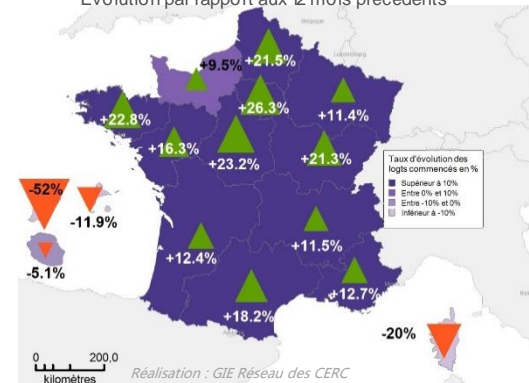 Evolution par rapport aux 12 mois précédents
+9.5%
+21.5%
+26.3%
+11.4%
+22.8%
+16.3%
+23.2%
+21.3%
Taux d'évolution des
logts commencés en %
Supérieur à 10%
Entre 0% et 10%
Entre -10% et 0%
Inférieur à -10%
-52%
-11.9%
-5.1%
+12.4%
+11.5%
+12.7%
+18.2%
-20%
0 200,0
kilomètres
Réalisation : GIE Réseau des CERC